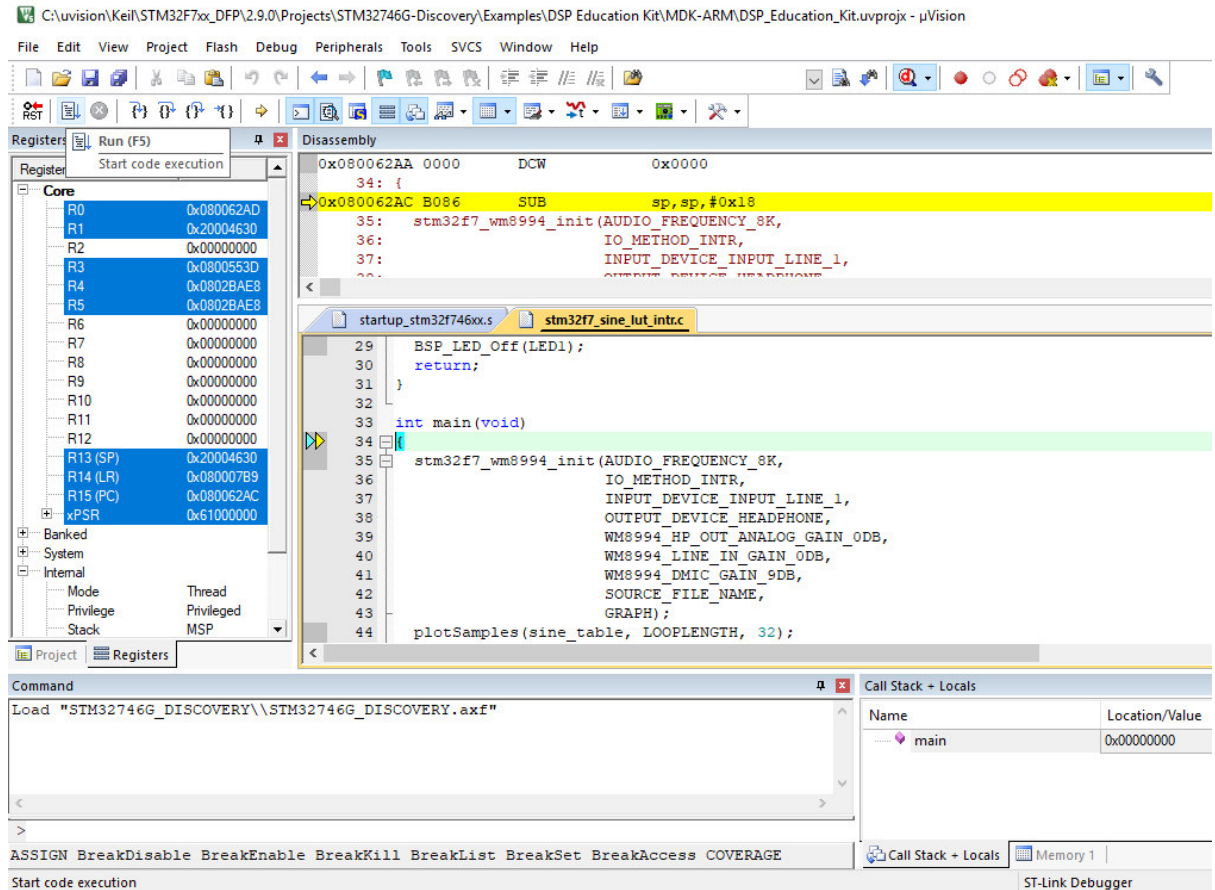 C:\uvision\Keil\STM32F7xx_DFP\2.9.0\Projects\STM32746G-Discovery\Examples\DSP Education Kit\MDK-ARM\DSP_Education_Kit.uvprojx - µVision
File Edit View Project Flash Debug Peripherals Tools SVCS Window Help
RST
Registers
Run (F5)
Start code execution
Register
Core
R0 0x080062AD
R1 0x20004630
R2 0x00000000
R3 0x0800553D
R4 0x0802BAE8
R5 0x0802BAE8
R6 0x00000000
R7 0x00000000
R8 0x00000000
R9 0x00000000
R10 0x00000000
R11 0x00000000
R12 0x00000000
R13 (SP) 0x20004630
R14 (LR) 0x080007B9
R15 (PC) 0x080062AC
xPSR 0x61000000
Banked
System
Internal
Mode Thread
Privilege Privileged
Stack MSP
Project Registers
Disassembly
0x080062AA 0000 DCW 0x0000
34: {
0x080062AC B086 SUB sp,sp,#0x18
35: stm32f7_wm8994_init(AUDIO_FREQUENCY_8K,
36: IO_METHOD_INTR,
37: INPUT_DEVICE_INPUT_LINE_1,
38: OUTPUT_DEVICE_HEADPHONE,
startup_stm32f746xx.s stm32f7_sine_lut_intr.c
29 BSP_LED_Off(LED1);
30 return;
31 }
32
33 int main(void)
34 {
35 stm32f7_wm8994_init(AUDIO_FREQUENCY_8K,
36 IO_METHOD_INTR,
37 INPUT_DEVICE_INPUT_LINE_1,
38 OUTPUT_DEVICE_HEADPHONE,
39 WM8994_HP_OUT_ANALOG_GAIN_0DB,
40 WM8994_LINE_IN_GAIN_0DB,
41 WM8994_DMIC_GAIN_9DB,
42 SOURCE_FILE_NAME,
43 GRAPH);
44 plotSamples(sine_table, LOOPLENGTH, 32);
Command
Load "STM32746G_DISCOVERY\\STM32746G_DISCOVERY.axf"
>
ASSIGN BreakDisable BreakEnable BreakKill BreakList BreakSet BreakAccess COVERAGE
Call Stack + Locals
Name Location/Value
main 0x00000000
Call Stack + Locals Memory 1
Start code execution ST-Link Debugger